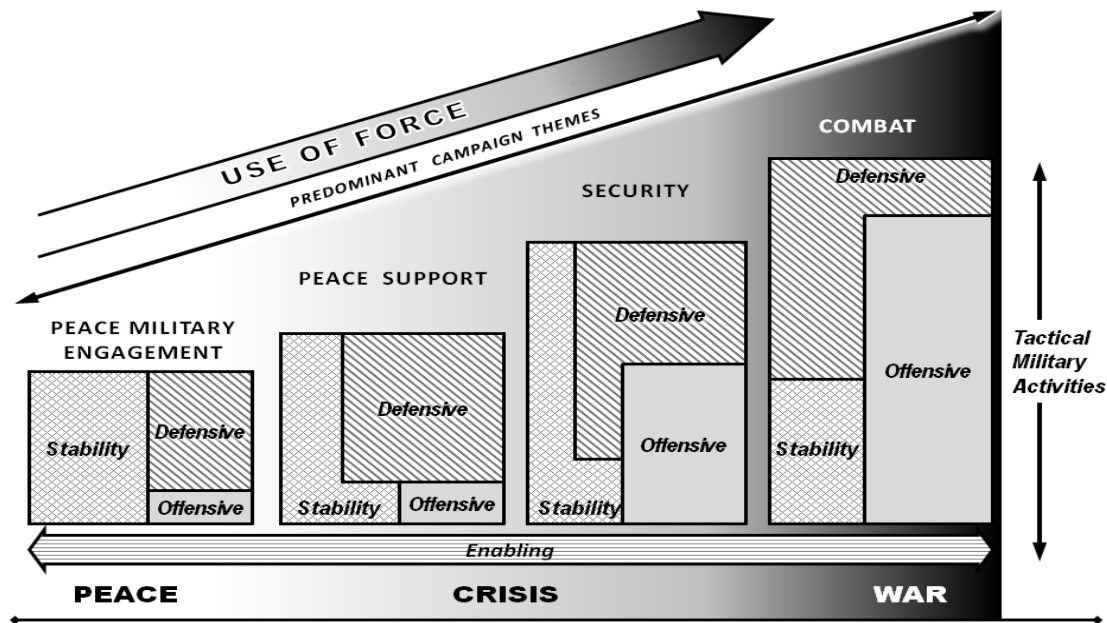 USE OF FORCE
PREDOMINANT CAMPAIGN THEMES
COMBAT
Defensive
Offensive
Stability
SECURITY
Defensive
Offensive
Stability
PEACE SUPPORT
Defensive
Stability
Offensive
PEACE MILITARY
ENGAGEMENT
Stability
Defensive
Offensive
Tactical
Military
Activities
Enabling
PEACE
CRISIS
WAR